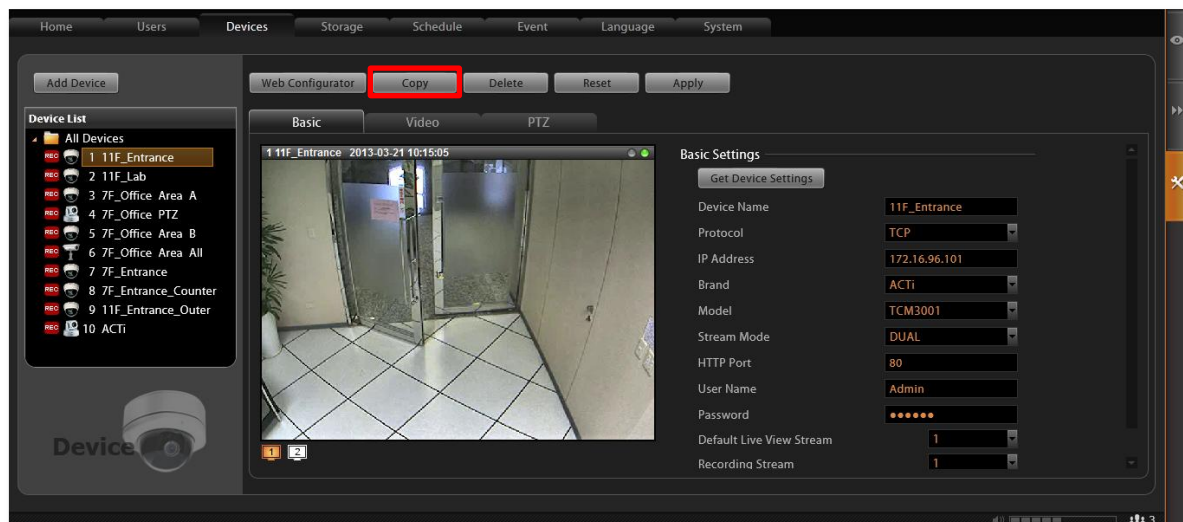 Home Users Devices Storage Schedule Event Language System
Add Device
Web Configurator Copy Delete Reset Apply
Device List
All Devices
REC 1 11F_Entrance
REC 2 11F_Lab
REC 3 7F_Office Area A
REC 4 7F_Office PTZ
REC 5 7F_Office Area B
REC 6 7F_Office Area All
REC 7 7F_Entrance
REC 8 7F_Entrance_Counter
REC 9 11F_Entrance_Outer
REC 10 ACTi
Device
Basic Video PTZ
1 11F_Entrance 2013-03-21 10:15:05
1 2
Basic Settings
Get Device Settings
Device Name 11F_Entrance
Protocol TCP
IP Address 172.16.96.101
Brand ACTi
Model TCM3001
Stream Mode DUAL
HTTP Port 80
User Name Admin
Password ●●●●●●
Default Live View Stream 1
Recording Stream 1
3